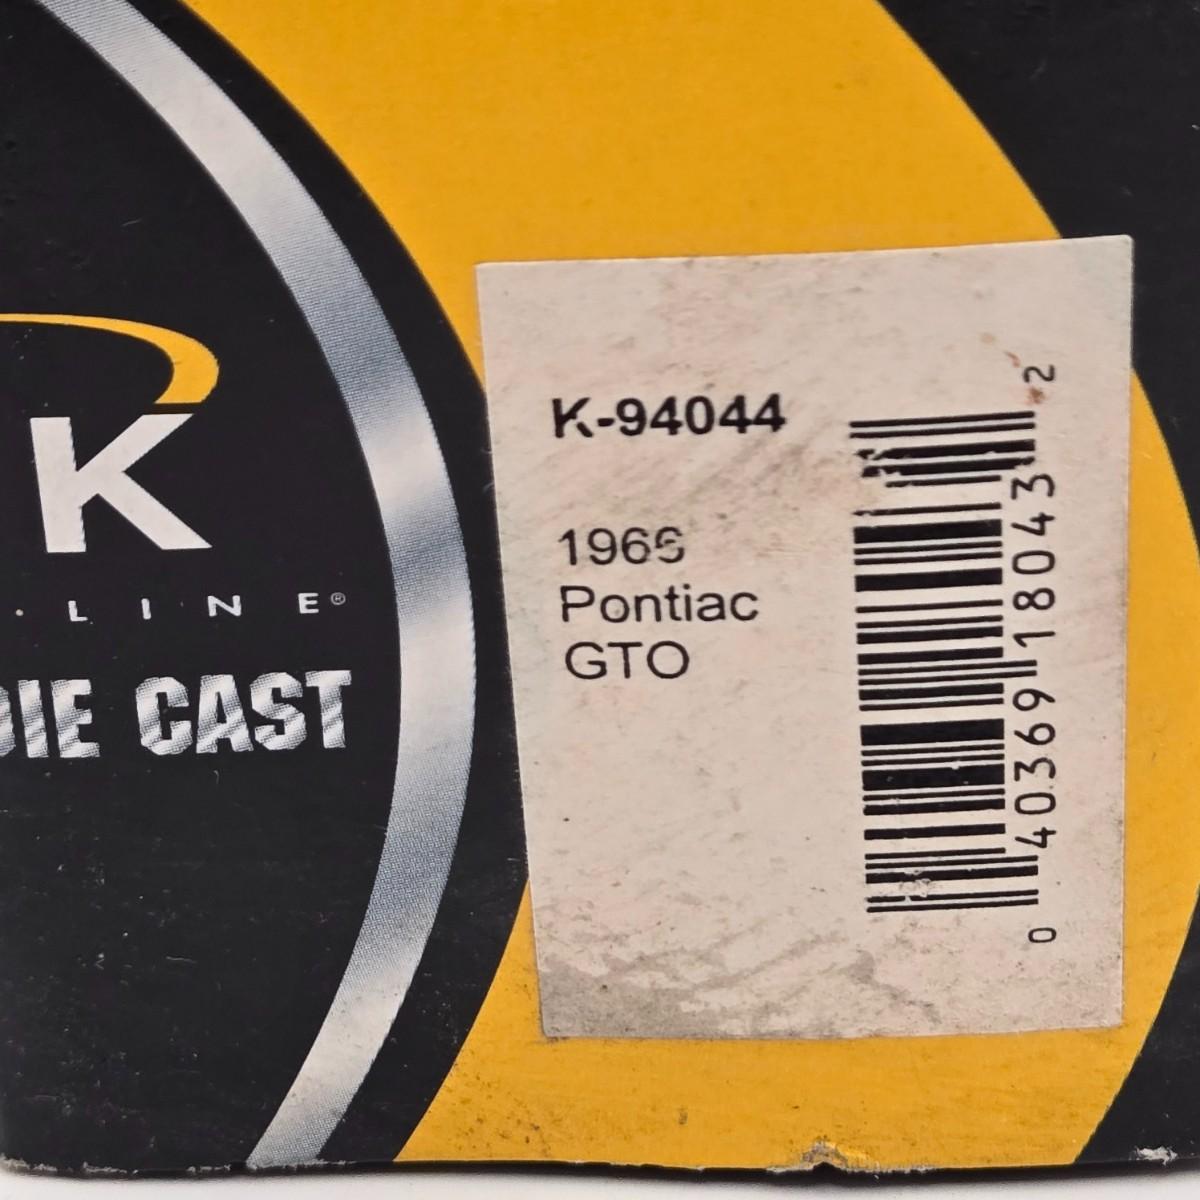 K
· L I N E®
DIE CAST
K-94044
1966
Pontiac
GTO
0 40369 18043 2